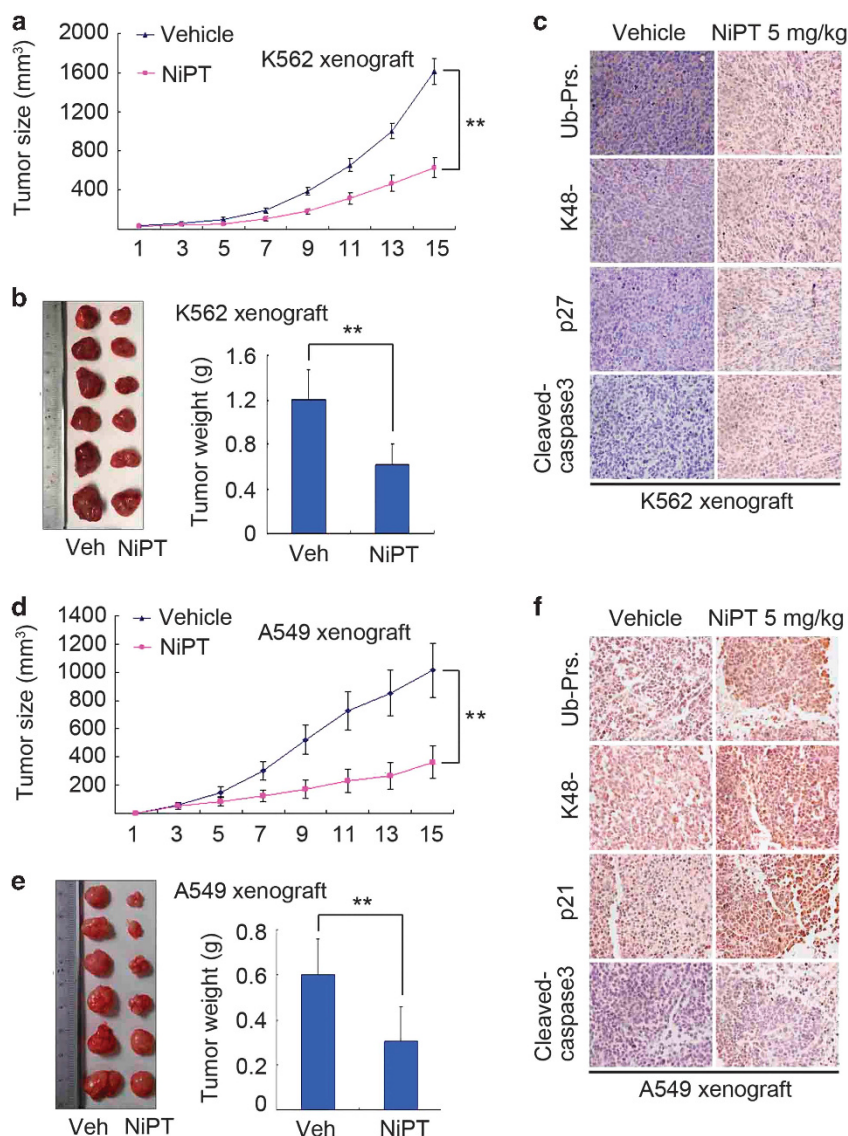 a
2000
1600
1200
800
400
Tumor size (mm³)
Vehicle
NiPT
K562 xenograft
**
1 3 5 7 9 11 13 15
b
K562 xenograft
Veh NiPT
**
1.6
1.2
0.8
0.4
0
Tumor weight (g)
Veh NiPT
c
Vehicle NiPT 5 mg/kg
Ub-Prs.
K48-
p27
Cleaved-
caspase3
K562 xenograft
d
1400
1200
1000
800
600
400
200
Tumor size (mm³)
Vehicle
NiPT
A549 xenograft
**
1 3 5 7 9 11 13 15
e
A549 xenograft
Veh NiPT
**
0.8
0.6
0.4
0.2
0
Tumor weight (g)
Veh NiPT
f
Vehicle NiPT 5 mg/kg
Ub-Prs.
K48-
p21
Cleaved-
caspase3
A549 xenograft